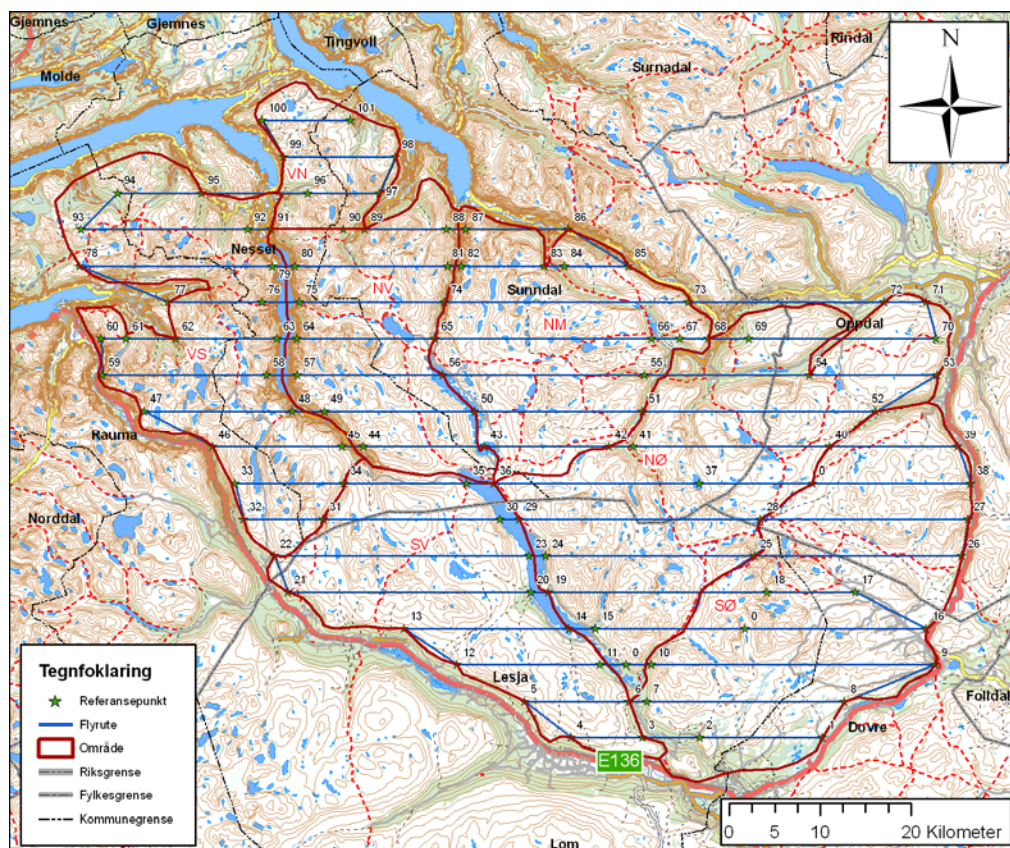 Gjemnes
Gjemnes
Tingvoll
Rindal
Molde
Surnadal
N
100 101
99 98
VN
94 95 96 97
93 92 91 90 89 88 87 86
Nesset
78 79 80 81 82 83 84 85
NV
Sunndal
77 76 75 74 73 72 71
NM
Oppdal
60 61 62 63 64 65 66 67 68 69 70
VS
59 58 57 56 55 54 53
47 48 49 50 51 52
Rauma
46 45 44 43 42 41 40 39
NØ
33 34 35 36 37 0 38
32 31 30 29 28 27
Norddal
SV
22 23 24 25 26
21 20 19 18 17
SØ
13 14 15 0 16
12 11 0 10 9
Lesja
Folldal
5 6 7 8
4 3 2 1
Dovre
E136
Lom
Tegnfoklaring
Referansepunkt
Flyrute
Område
Riksgrense
Fylkesgrense
Kommunegrense
0 5 10 20 Kilometer